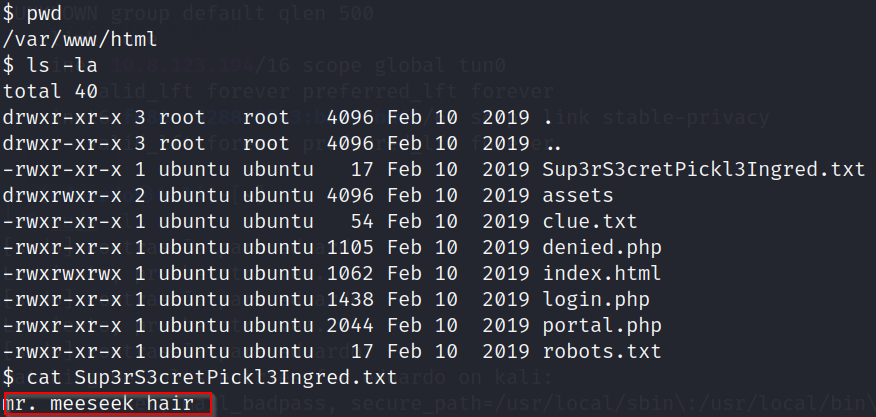 $ pwd
/var/www/html
$ ls -la
total 40
drwxr-xr-x 3 root   root   4096 Feb 10  2019 .
drwxr-xr-x 3 root   root   4096 Feb 10  2019 ..
-rwxr-xr-x 1 ubuntu ubuntu   17 Feb 10  2019 Sup3rS3cretPickl3Ingred.txt
drwxrwxr-x 2 ubuntu ubuntu 4096 Feb 10  2019 assets
-rwxr-xr-x 1 ubuntu ubuntu   54 Feb 10  2019 clue.txt
-rwxr-xr-x 1 ubuntu ubuntu 1105 Feb 10  2019 denied.php
-rwxrwxrwx 1 ubuntu ubuntu 1062 Feb 10  2019 index.html
-rwxr-xr-x 1 ubuntu ubuntu 1438 Feb 10  2019 login.php
-rwxr-xr-x 1 ubuntu ubuntu 2044 Feb 10  2019 portal.php
-rwxr-xr-x 1 ubuntu ubuntu   17 Feb 10  2019 robots.txt
$ cat Sup3rS3cretPickl3Ingred.txt
mr. meeseek hair